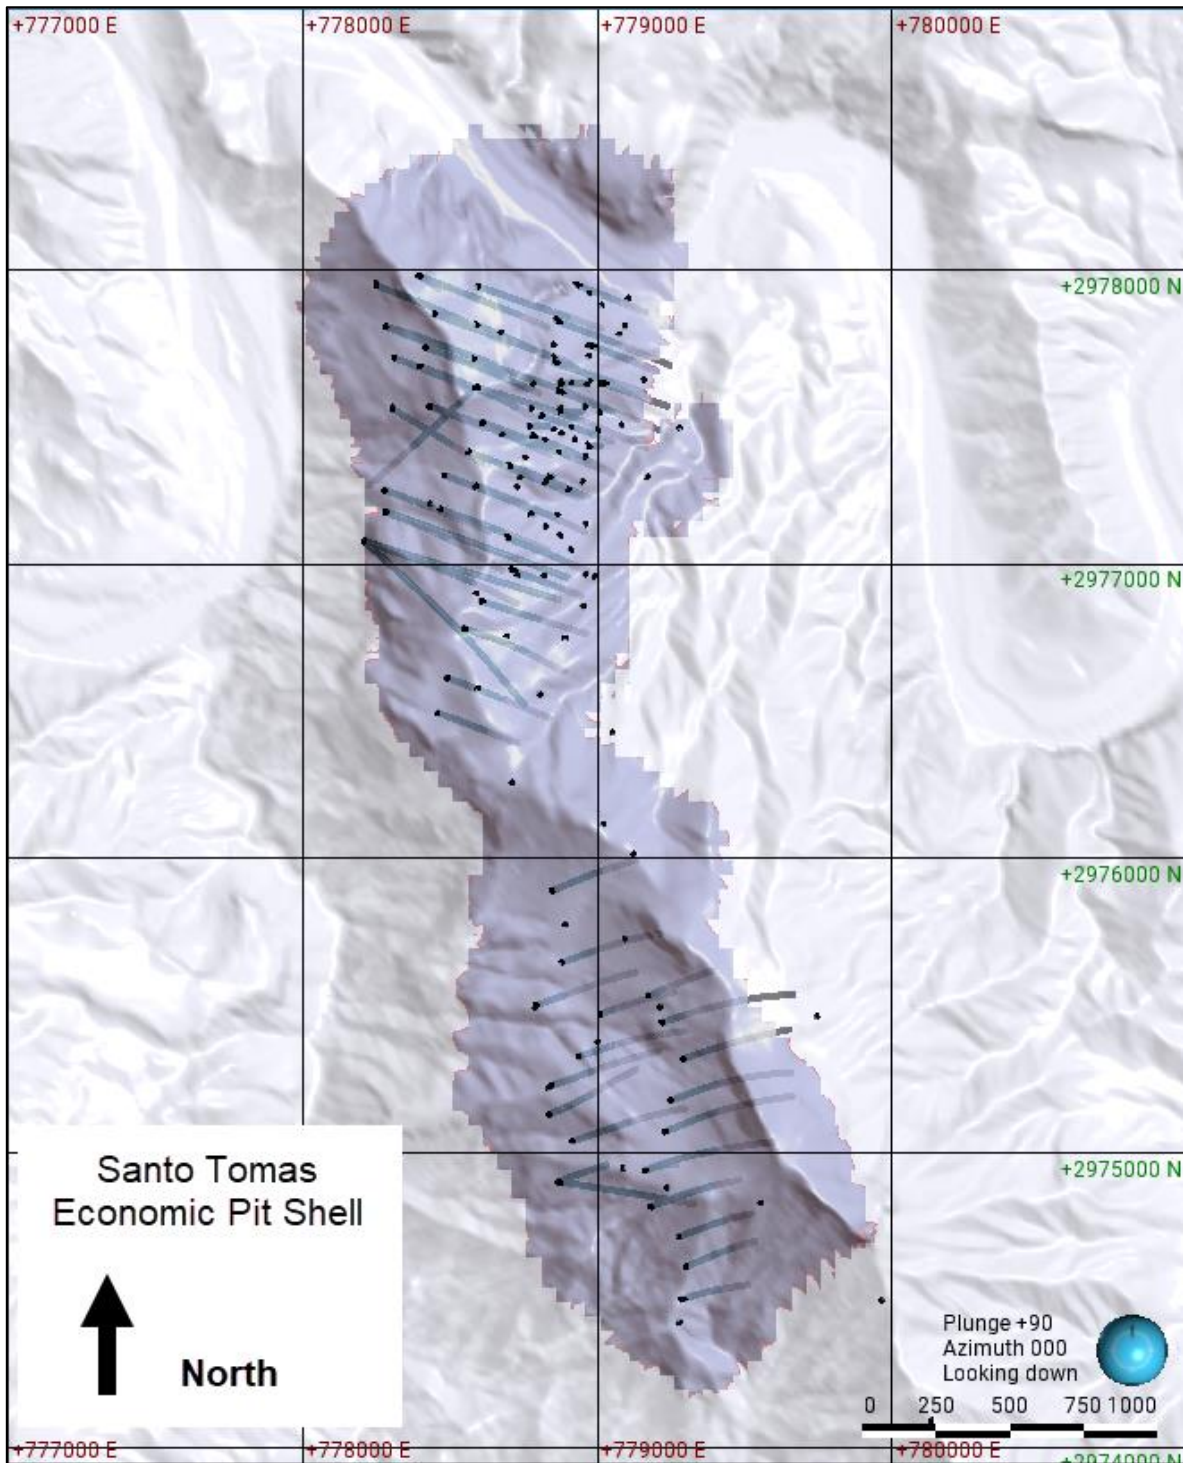 +777000 E
+778000 E
+779000 E
+780000 E
+2978000 N
+2977000 N
+2976000 N
+2975000 N
Santo Tomas
Economic Pit Shell
North
Plunge +90
Azimuth 000
Looking down
0 250 500 750 1000
+777000 E
+778000 E
+779000 E
+780000 E
+2974000 N